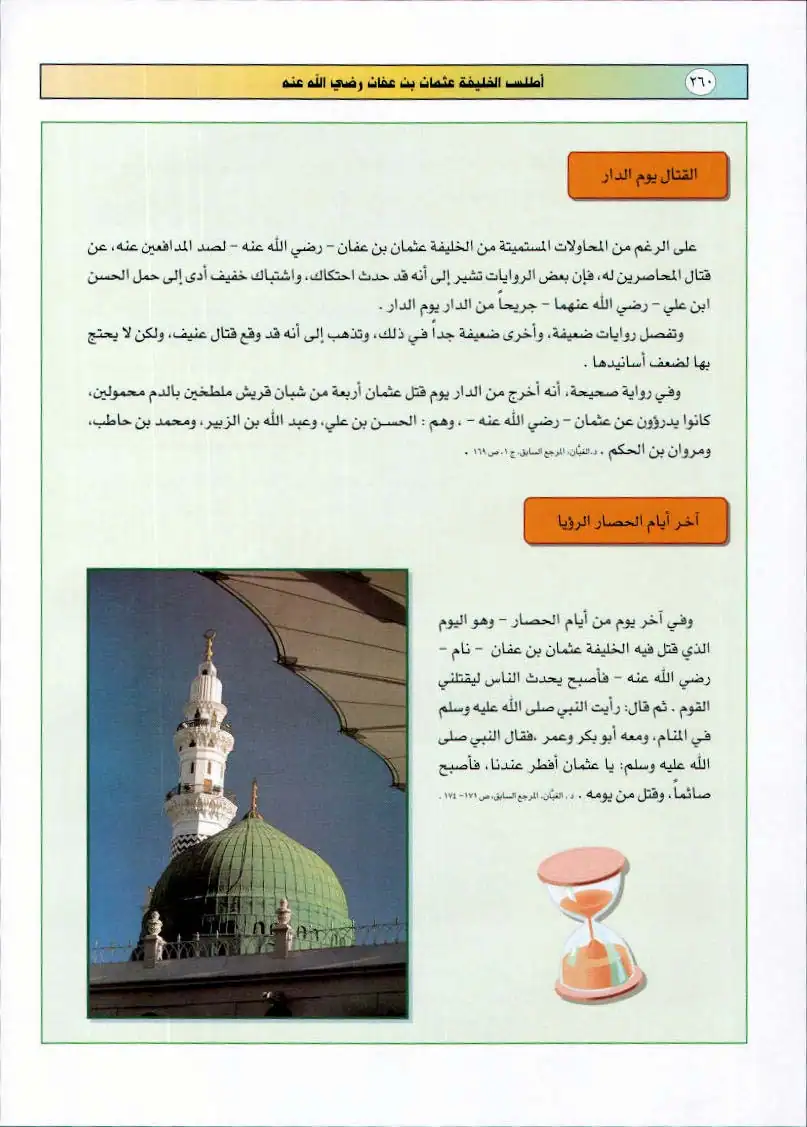 ٢٦٠
أطلس الخليفة عثمان بن عفان رضي الله عنه
القتال يوم الدار
على الرغم من المحاولات المستميتة من الخليفة عثمان بن عفان – رضي الله عنه – لصد المدافعين عنه، عن
قتال المحاصرين له، فإن بعض الروايات تشير إلى أنه قد حدث احتكاك، واشتباك خفيف أدى إلى حمل الحسن
ابن علي – رضي الله عنهما – جريحاً من الدار يوم الدار .
وتفصل روايات ضعيفة، وأخرى ضعيفة جداً في ذلك، وتذهب إلى أنه قد وقع قتال عنيف، ولكن لا يحتج
بها لضعف أسانيدها .
وفي رواية صحيحة، أنه أخرج من الدار يوم قتل عثمان أربعة من شبان قريش ملطخين بالدم محمولين،
كانوا يدرؤون عن عثمان – رضي الله عنه – ، وهم : الحسن بن علي، وعبد الله بن الزبير، ومحمد بن حاطب،
ومروان بن الحكم . د.الغبَّان، المرجع السابق، ج ١، ص ١٦٩ .
آخر أيام الحصار الرؤيا
وفي آخر يوم من أيام الحصار – وهو اليوم
الذي قتل فيه الخليفة عثمان بن عفان – نام –
رضي الله عنه – فأصبح يحدث الناس ليقتلني
القوم . ثم قال: رأيت النبي صلى الله عليه وسلم
في المنام، ومعه أبو بكر وعمر ،فقال النبي صلى
الله عليه وسلم: يا عثمان أفطر عندنا، فأصبح
صائماً، وقتل من يومه . د . الغبَّان، المرجع السابق، ص ١٧١– ١٧٤ .